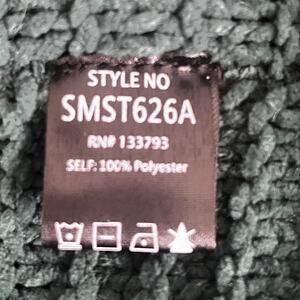 STYLE NO
SMST626A
RN# 133793
SELF: 100% Polyester